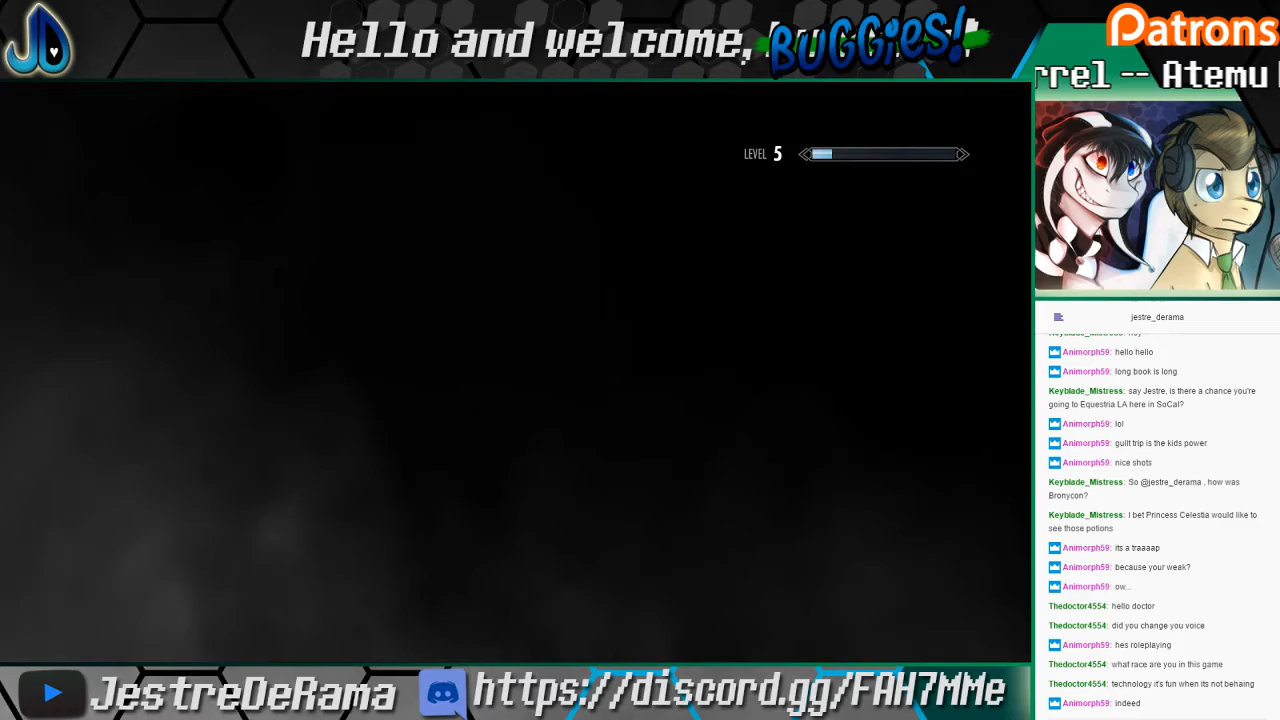 Hello and welcome,
BUGGIES!
Patrons
rrel -- Atemu
LEVEL 5
jestre_derama
Animorph59: hello hello
Animorph59: long book is long
Keyblade_Mistress: say Jestre, is there a chance you're
going to Equestria LA here in SoCal?
Animorph59: lol
Animorph59: guilt trip is the kids power
Animorph59: nice shots
Keyblade_Mistress: So @jestre_derama , how was
Bronycon?
Keyblade_Mistress: I bet Princess Celestia would like to
see those potions
Animorph59: its a traaaap
Animorph59: because your weak?
Animorph59: ow...
Thedoctor4554: hello doctor
Thedoctor4554: did you change you voice
Animorph59: hes roleplaying
Thedoctor4554: what race are you in this game
Thedoctor4554: technology it's fun when its not behaing
Animorph59: indeed
JestreDeRama
https://discord.gg/FAH7MMe